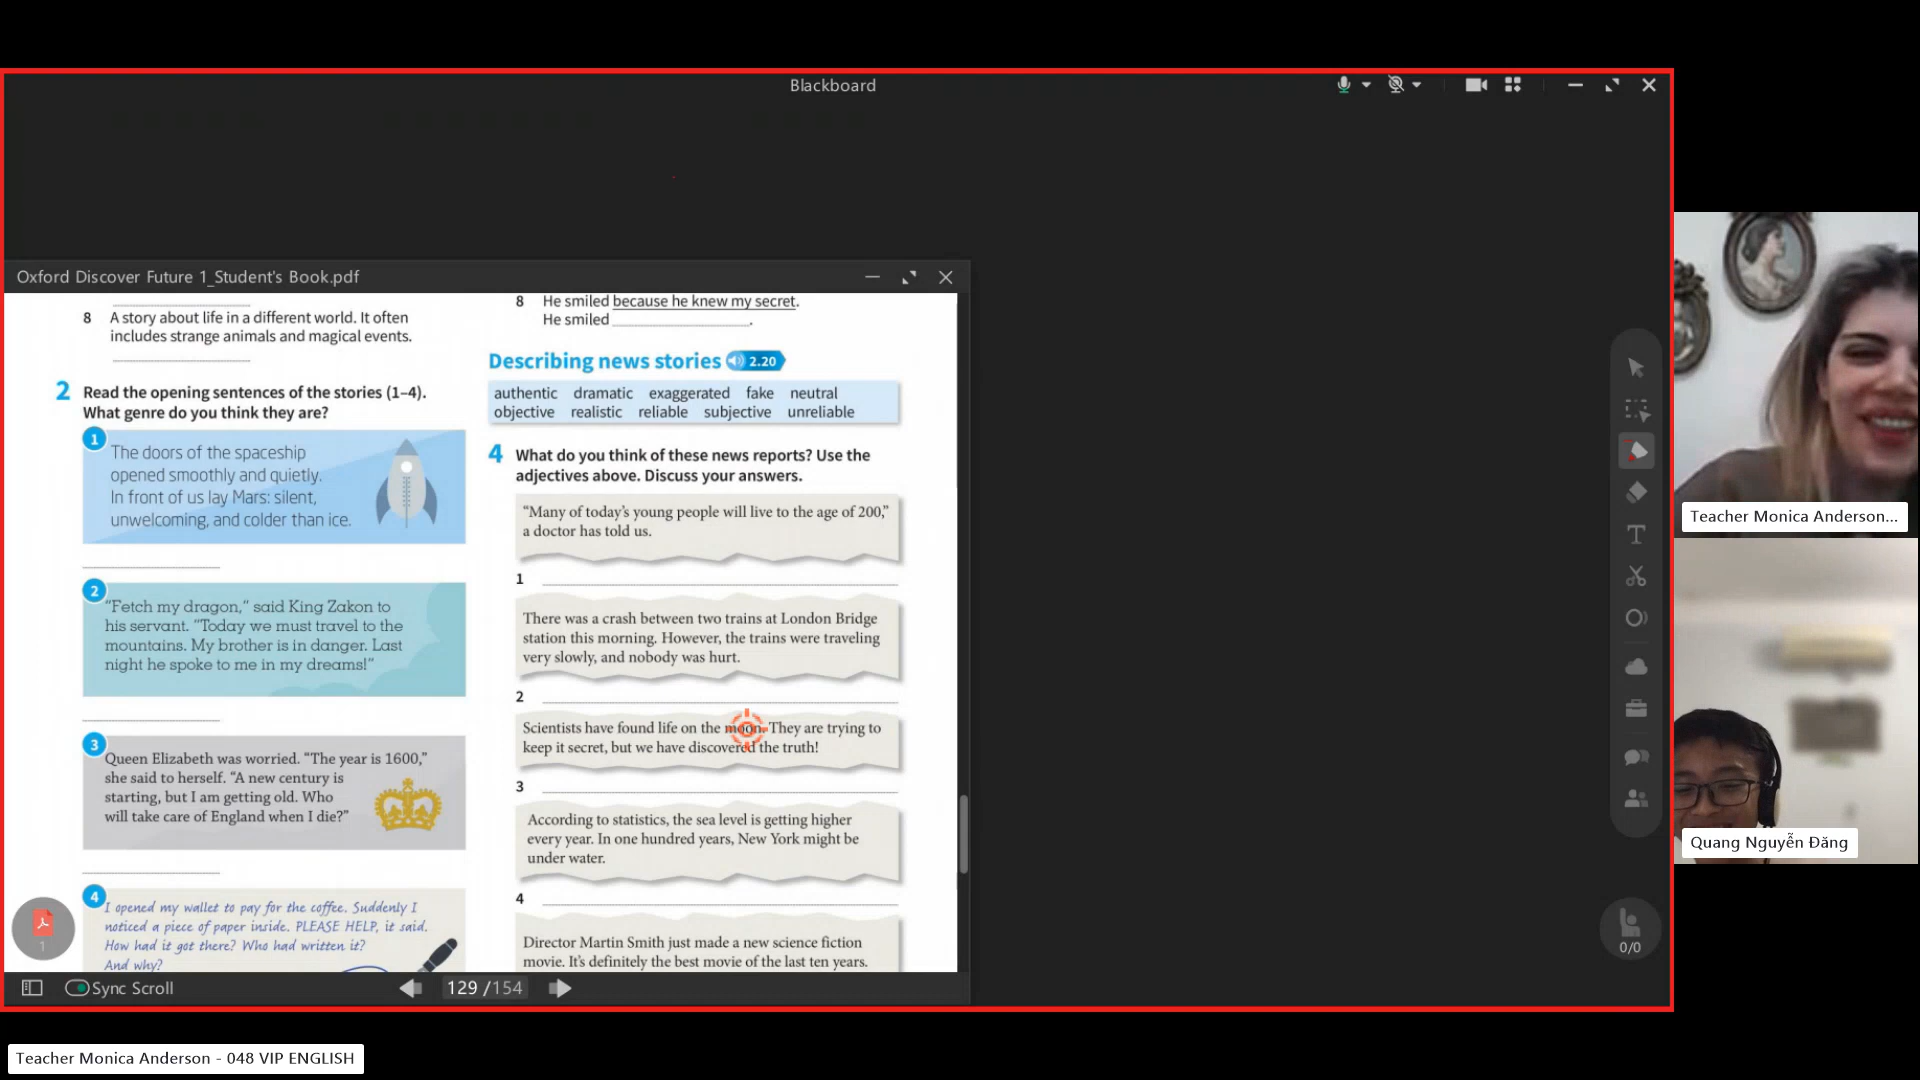 Blackboard
Oxford Discover Future 1_Student's Book.pdf
8 A story about life in a different world. It often
includes strange animals and magical events.
2 Read the opening sentences of the stories (1–4).
What genre do you think they are?
1
The doors of the spaceship
opened smoothly and quietly.
In front of us lay Mars: silent,
unwelcoming, and colder than ice.
2
“Fetch my dragon,” said King Zakon to
his servant. “Today we must travel to the
mountains. My brother is in danger. Last
night he spoke to me in my dreams!”
3
Queen Elizabeth was worried. “The year is 1600,”
she said to herself. “A new century is
starting, but I am getting old. Who
will take care of England when I die?”
4
I opened my wallet to pay for the coffee. Suddenly I
noticed a piece of paper inside. PLEASE HELP, it said.
How had it got there? Who had written it?
And why?
8 He smiled because he knew my secret.
He smiled .
Describing news stories 2.20
authentic dramatic exaggerated fake neutral
objective realistic reliable subjective unreliable
4 What do you think of these news reports? Use the
adjectives above. Discuss your answers.
“Many of today’s young people will live to the age of 200,”
a doctor has told us.
1
There was a crash between two trains at London Bridge
station this morning. However, the trains were traveling
very slowly, and nobody was hurt.
2
Scientists have found life on the moon. They are trying to
keep it secret, but we have discovered the truth!
3
According to statistics, the sea level is getting higher
every year. In one hundred years, New York might be
under water.
4
Director Martin Smith just made a new science fiction
movie. It’s definitely the best movie of the last ten years.
1
Sync Scroll
129 /154
0/0
Teacher Monica Anderson...
Quang Nguyễn Đăng
Teacher Monica Anderson - 048 VIP ENGLISH